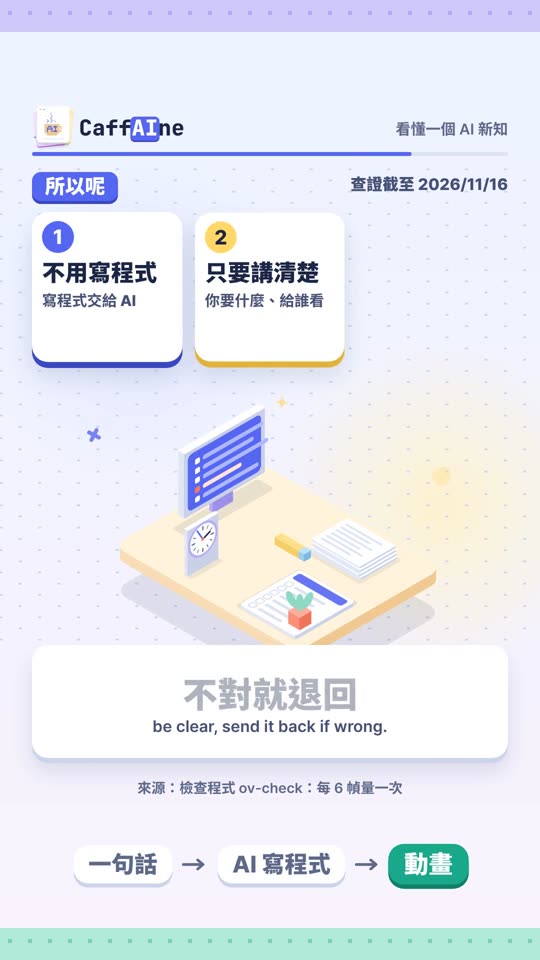 CaffAIne
看懂一個 AI 新知
所以呢
查證截至 2026/11/16
1
不用寫程式
寫程式交給 AI
2
只要講清楚
你要什麼、給誰看
不對就退回
be clear, send it back if wrong.
來源：檢查程式 ov-check：每 6 幀量一次
一句話 → AI 寫程式 → 動畫